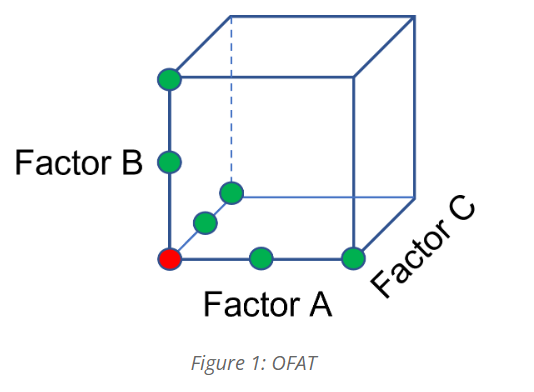 Factor B
Factor C
Factor A
Figure 1: OFAT